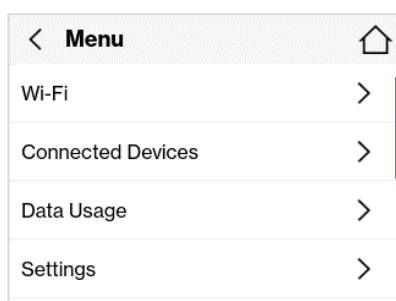 Menu
Wi-Fi
Connected Devices
Data Usage
Settings